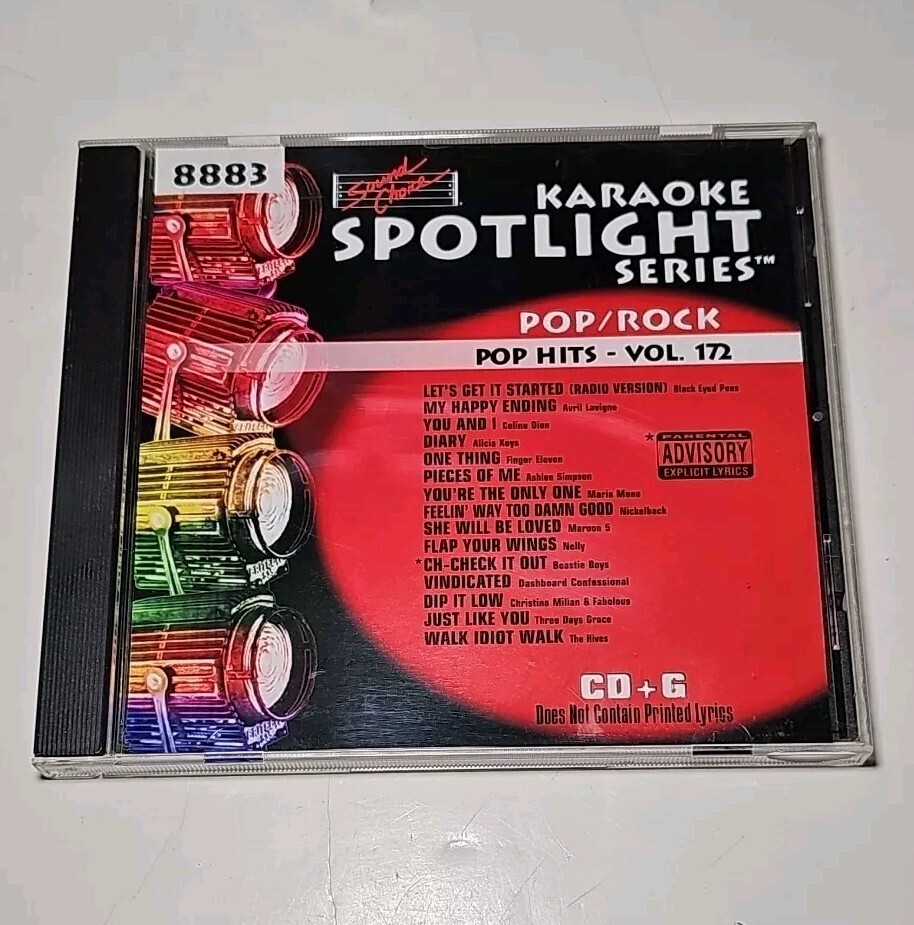 8883
Sound Choice
KARAOKE
SPOTLIGHT
SERIES™
POP/ROCK
POP HITS - VOL. 172
LET'S GET IT STARTED (RADIO VERSION) Black Eyed Peas
MY HAPPY ENDING Avril Lavigne
YOU AND I Celine Dion
DIARY Alicia Keys
ONE THING Finger Eleven
PIECES OF ME Ashlee Simpson
YOU'RE THE ONLY ONE Maria Mena
FEELIN' WAY TOO DAMN GOOD Nickelback
SHE WILL BE LOVED Maroon 5
FLAP YOUR WINGS Nelly
*CH-CHECK IT OUT Beastie Boys
VINDICATED Dashboard Confessional
DIP IT LOW Christina Milian & Fabolous
JUST LIKE YOU Three Days Grace
WALK IDIOT WALK The Hives
*PARENTAL
ADVISORY
EXPLICIT LYRICS
CD+G
Does Not Contain Printed Lyrics